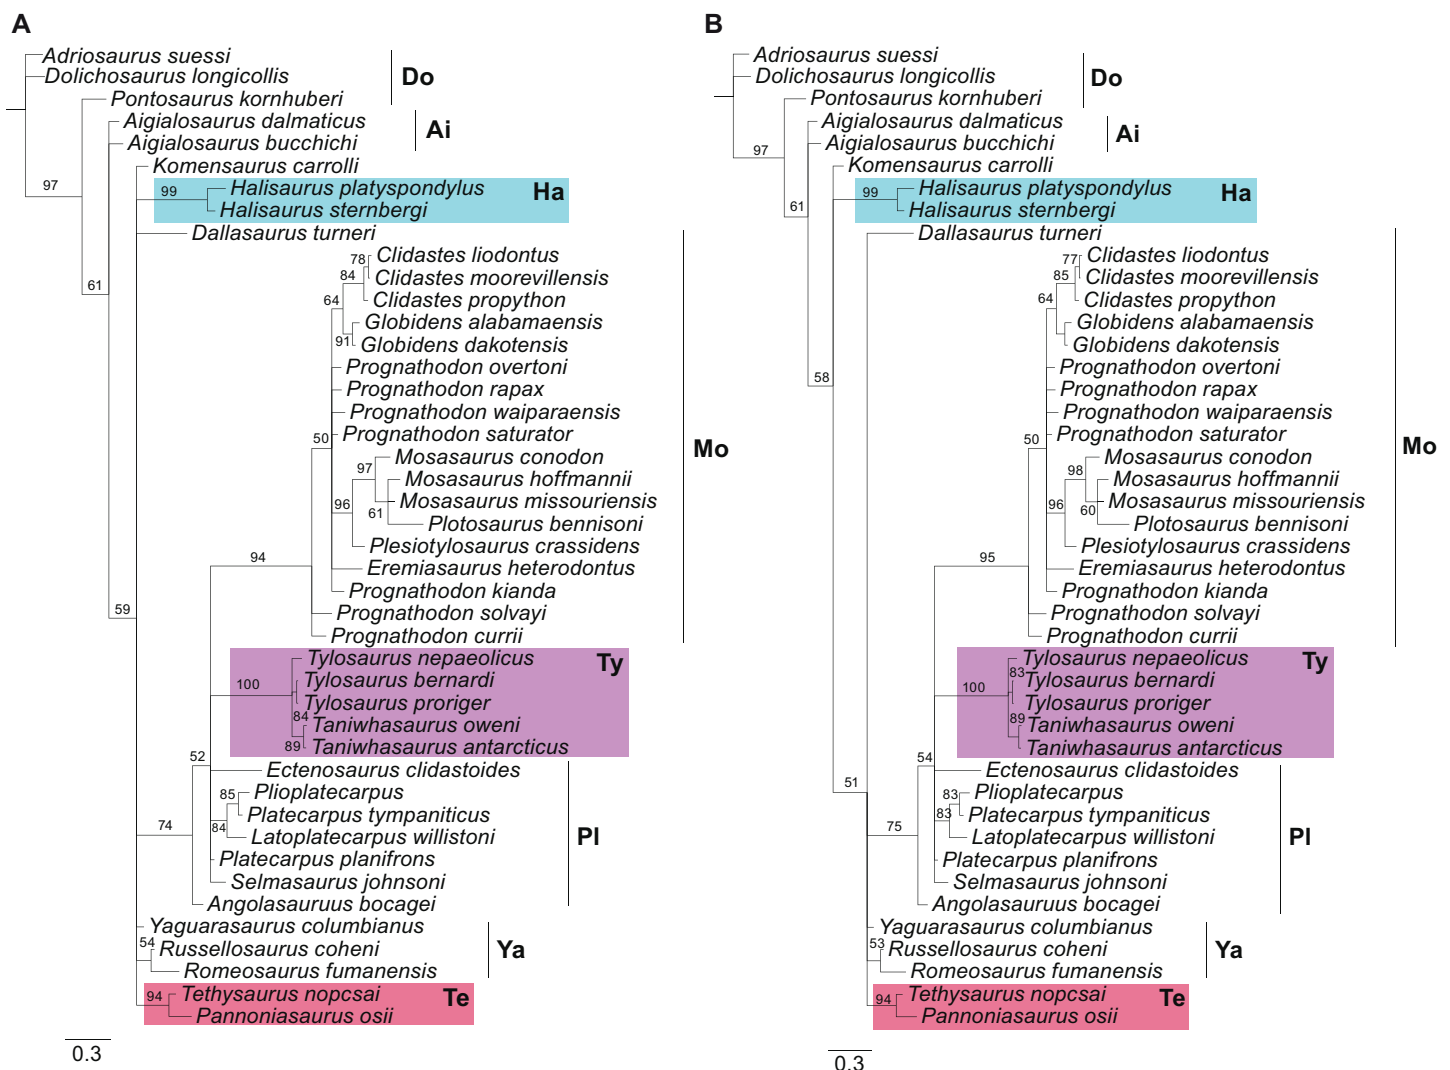 A
Adriosaurus suessi
Dolichosaurus longicollis
Do
Pontosaurus kornhuberi
Aigialosaurus dalmaticus
Ai
Aigialosaurus bucchichi
Komensaurus carrolli
97
99
Halisaurus platyspondylus
Ha
Halisaurus sternbergi
Dallasaurus turneri
61
78
Clidastes liodontus
84
Clidastes moorevillensis
64
Clidastes propython
Globidens alabamaensis
91
Globidens dakotensis
Prognathodon overtoni
Prognathodon rapax
Prognathodon waiparaensis
50
Prognathodon saturator
Mo
97
Mosasaurus conodon
Mosasaurus hoffmannii
96
61
Mosasaurus missouriensis
Plotosaurus bennisoni
Plesiotylosaurus crassidens
94
Eremiasaurus heterodontus
Prognathodon kianda
59
Prognathodon solvayi
Prognathodon currii
Tylosaurus nepaeolicus
Ty
100
Tylosaurus bernardi
Tylosaurus proriger
84
Taniwhasaurus oweni
89
Taniwhasaurus antarcticus
52
Ectenosaurus clidastoides
85
Plioplatecarpus
Platecarpus tympaniticus
74
84
Latoplatecarpus willistoni
Pl
Platecarpus planifrons
Selmasaurus johnsoni
Angolasauruus bocagei
Yaguarasaurus columbianus
54
Russellosaurus coheni
Ya
Romeosaurus fumanensis
94
Tethysaurus nopcsai
Te
Pannoniasaurus osii
0.3
B
Adriosaurus suessi
Dolichosaurus longicollis
Do
Pontosaurus kornhuberi
Aigialosaurus dalmaticus
Ai
Aigialosaurus bucchichi
97
Komensaurus carrolli
99
Halisaurus platyspondylus
Ha
61
Halisaurus sternbergi
Dallasaurus turneri
77
Clidastes liodontus
85
Clidastes moorevillensis
64
Clidastes propython
Globidens alabamaensis
Globidens dakotensis
Prognathodon overtoni
58
Prognathodon rapax
Prognathodon waiparaensis
50
Prognathodon saturator
Mo
98
Mosasaurus conodon
Mosasaurus hoffmannii
96
60
Mosasaurus missouriensis
Plotosaurus bennisoni
Plesiotylosaurus crassidens
95
Eremiasaurus heterodontus
Prognathodon kianda
Prognathodon solvayi
Prognathodon currii
Tylosaurus nepaeolicus
Ty
100
83
Tylosaurus bernardi
Tylosaurus proriger
89
Taniwhasaurus oweni
Taniwhasaurus antarcticus
54
Ectenosaurus clidastoides
51
83
Plioplatecarpus
83
Platecarpus tympaniticus
75
Latoplatecarpus willistoni
Pl
Platecarpus planifrons
Selmasaurus johnsoni
Angolasauruus bocagei
Yaguarasaurus columbianus
53
Russellosaurus coheni
Ya
Romeosaurus fumanensis
94
Tethysaurus nopcsai
Te
Pannoniasaurus osii
0.3